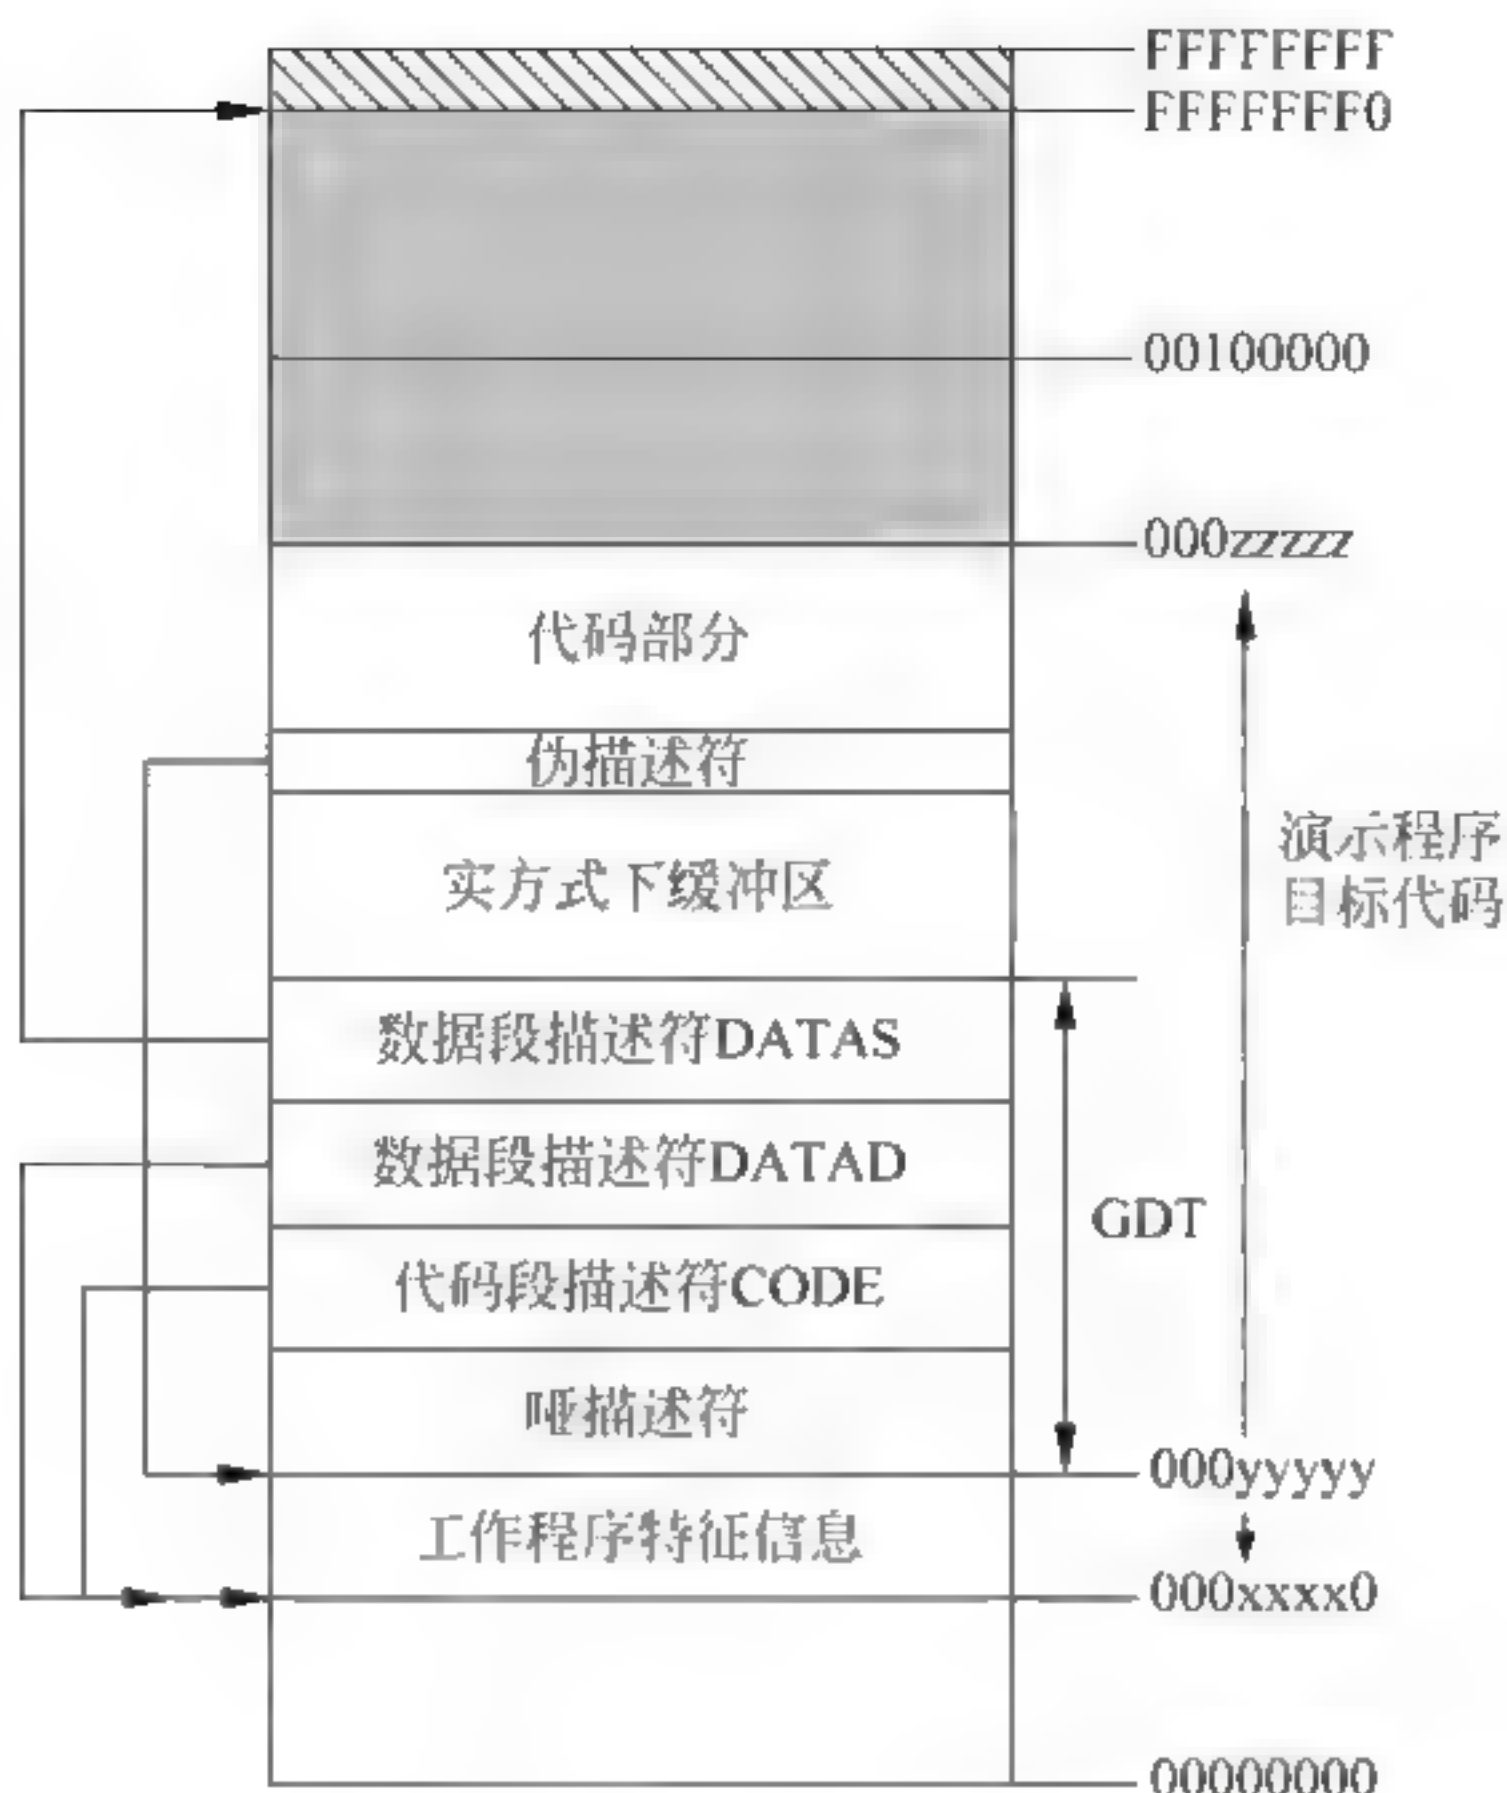 FFFFFFFF
FFFFFFF0
00100000
000zzzzz
代码部分
伪描述符
演示程序
目标代码
实方式下缓冲区
数据段描述符DATAS
数据段描述符DATAD
GDT
代码段描述符CODE
哑描述符
000yyyyy
工作程序特征信息
000xxxx0
00000000